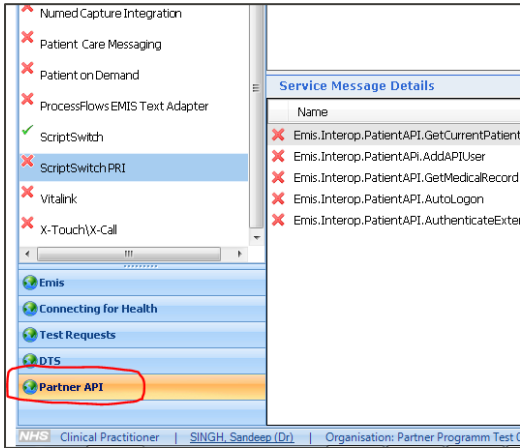 Numed Capture Integration
Patient Care Messaging
Patient on Demand
ProcessFlows EMIS Text Adapter
ScriptSwitch
ScriptSwitch PRI
Vitalink
X-Touch\X-Call
Emis
Connecting for Health
Test Requests
DTS
Partner API
Service Message Details
Name
Emis.Interop.PatientAPI.GetCurrentPatient
Emis.Interop.PatientAPi.AddAPIUser
Emis.Interop.PatientAPI.GetMedicalRecord
Emis.Interop.PatientAPI.AutoLogon
Emis.Interop.PatientAPI.AuthenticateExter
NHS Clinical Practitioner | SINGH, Sandeep (Dr) | Organisation: Partner Programm Test